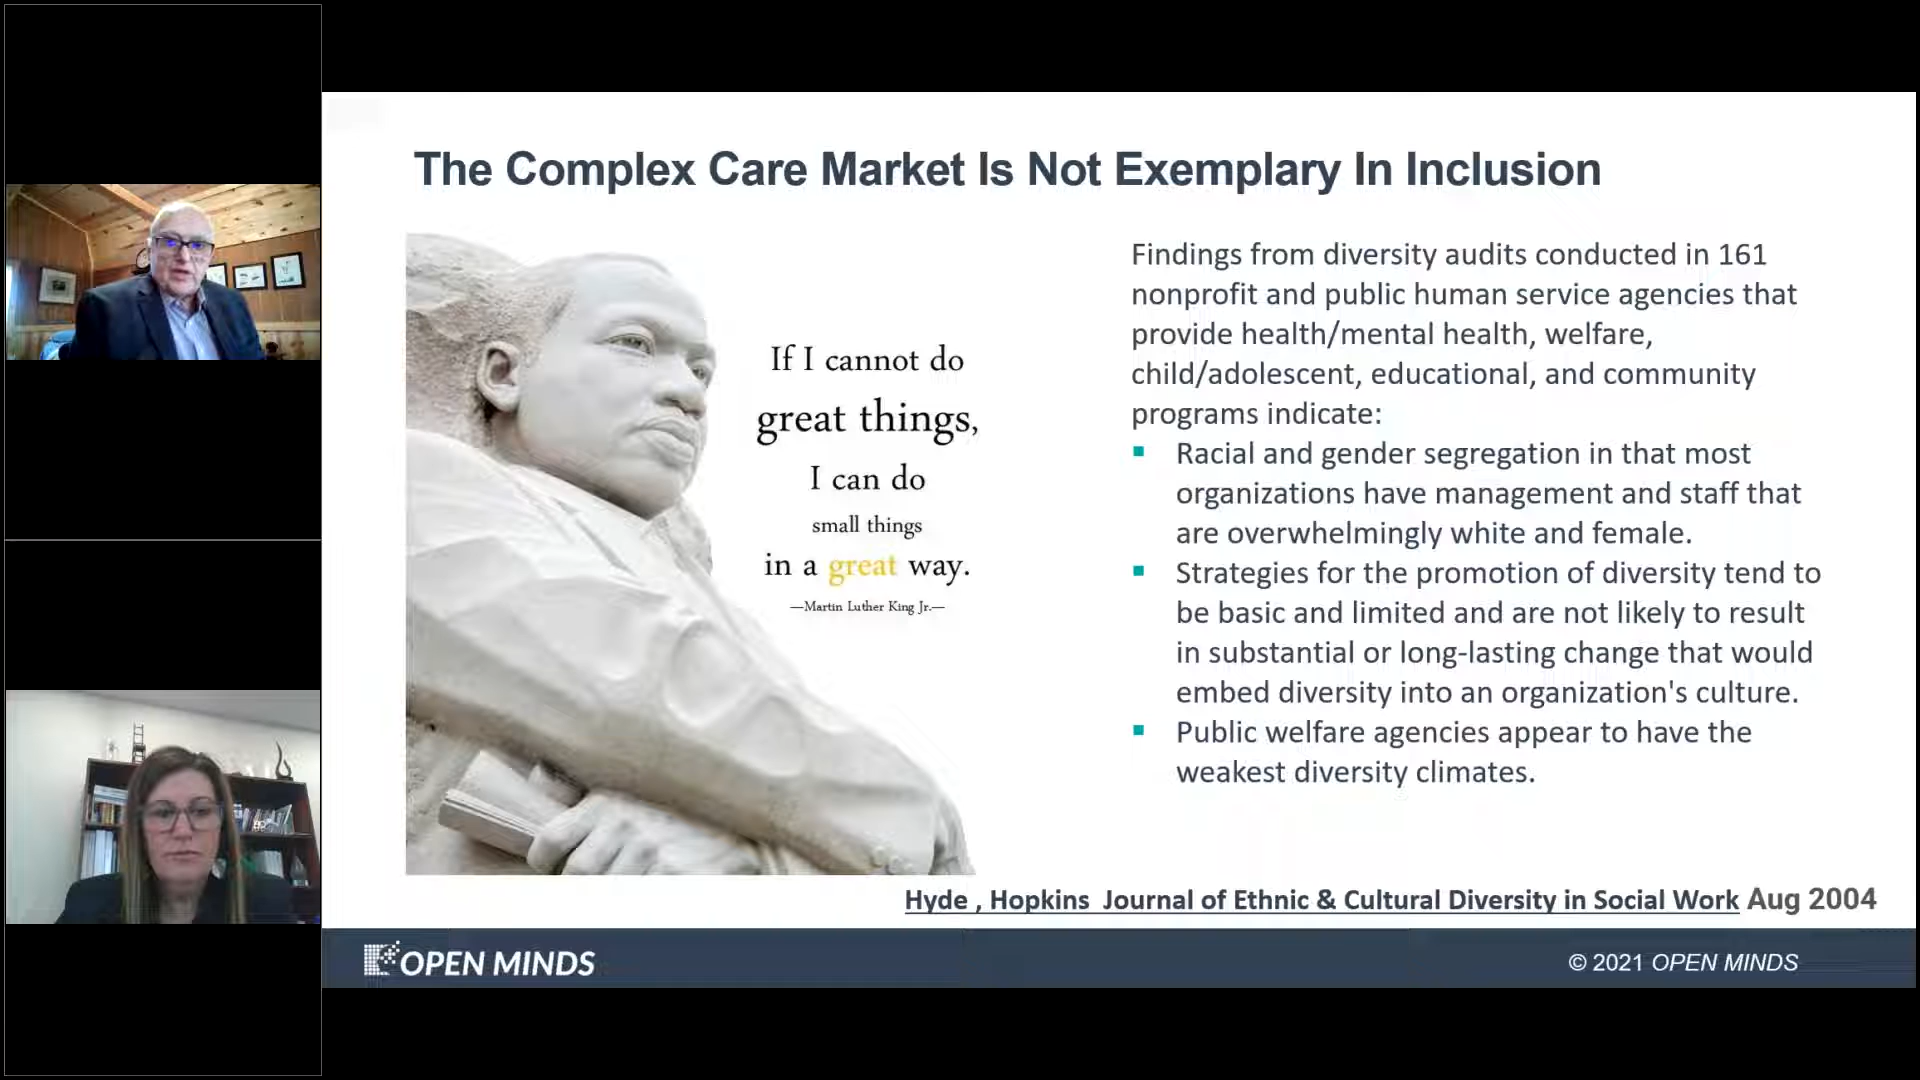 The Complex Care Market Is Not Exemplary In Inclusion
If I cannot do
great things,
I can do
small things
in a great way.
—Martin Luther King Jr.—
Findings from diversity audits conducted in 161
nonprofit and public human service agencies that
provide health/mental health, welfare,
child/adolescent, educational, and community
programs indicate:
Racial and gender segregation in that most
organizations have management and staff that
are overwhelmingly white and female.
Strategies for the promotion of diversity tend to
be basic and limited and are not likely to result
in substantial or long-lasting change that would
embed diversity into an organization's culture.
Public welfare agencies appear to have the
weakest diversity climates.
Hyde , Hopkins Journal of Ethnic & Cultural Diversity in Social Work Aug 2004
OPEN MINDS
© 2021 OPEN MINDS